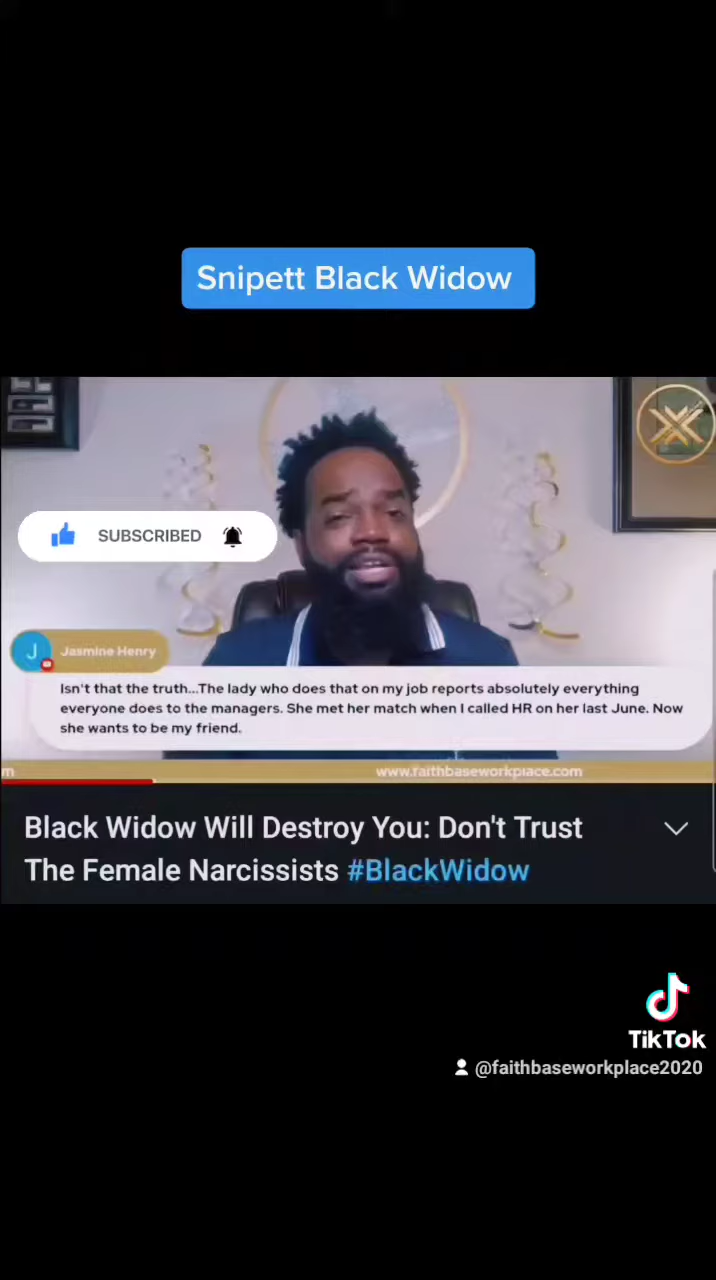 Snipett Black Widow
SUBSCRIBED
J
Jasmine Henry
Isn't that the truth...The lady who does that on my job reports absolutely everything
everyone does to the managers. She met her match when I called HR on her last June. Now
she wants to be my friend.
m
www.faithbaseworkplace.com
Black Widow Will Destroy You: Don't Trust
The Female Narcissists #BlackWidow
TikTok
@faithbaseworkplace2020